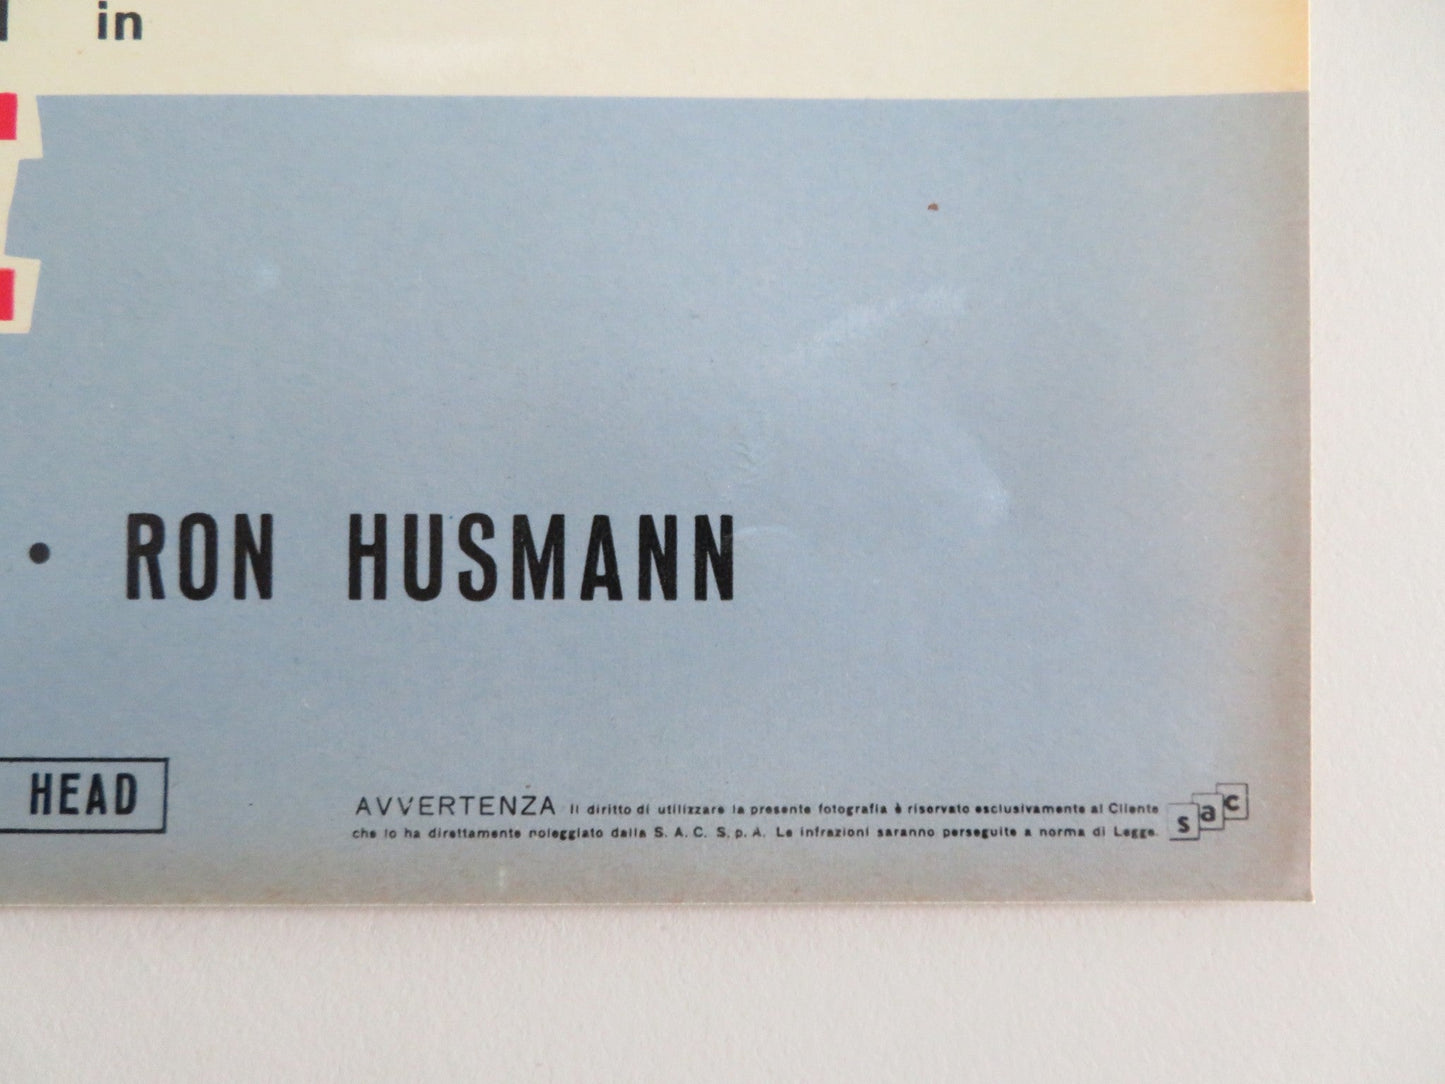 in
• RON HUSMANN
HEAD
AVVERTENZA Il diritto di utilizzare la presente fotografia è riservato esclusivamente al Cliente
che lo ha direttamente noleggiato dalla S. A. C. S. p. A. Le infrazioni saranno perseguite a norma di Legge.
sac